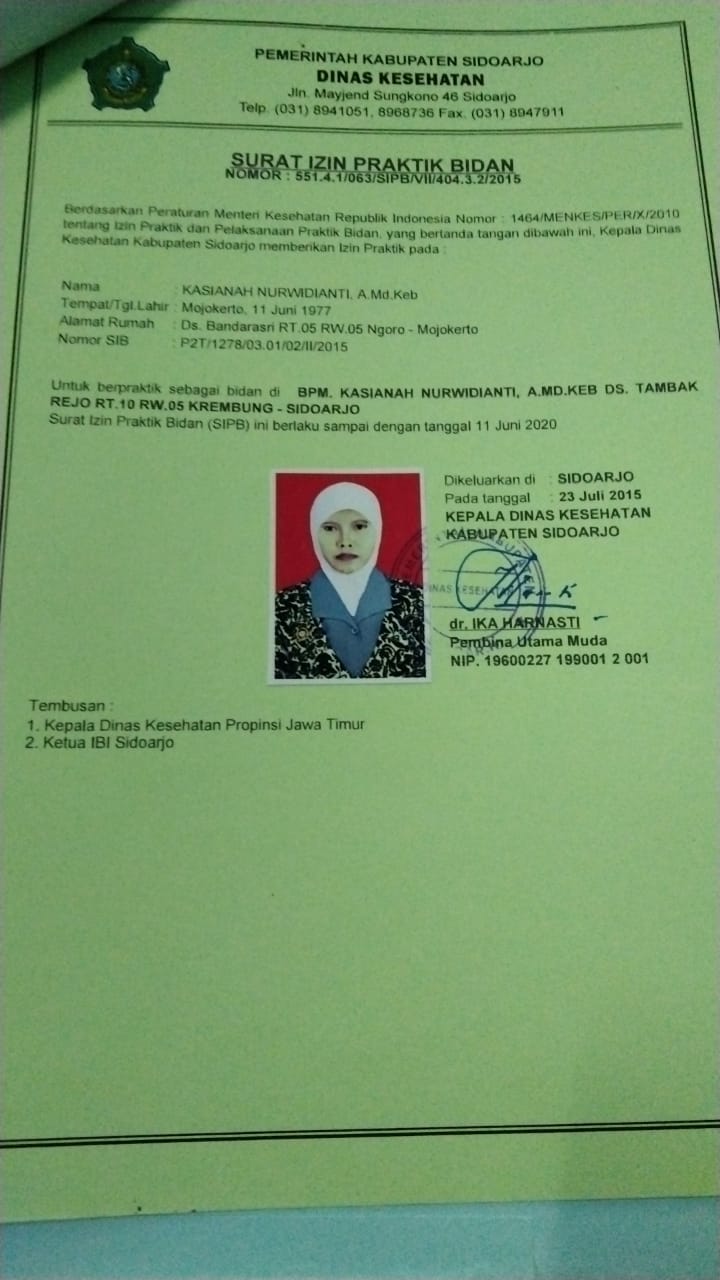 PEMERINTAH KABUPATEN SIDOARJO
DINAS KESEHATAN
Jln. Mayjend Sungkono 46 Sidoarjo
Telp. (031) 8941051, 8968736 Fax. (031) 8947911
SURAT IZIN PRAKTIK BIDAN
NOMOR : 551.4.1/063/SIPB/VII/404.3.2/2015
Berdasarkan Peraturan Menteri Kesehatan Republik Indonesia Nomor : 1464/MENKES/PER/X/2010
tentang Izin Praktik dan Pelaksanaan Praktik Bidan, yang bertanda tangan dibawah ini, Kepala Dinas
Kesehatan Kabupaten Sidoarjo memberikan Izin Praktik pada :
Nama : KASIANAH NURWIDIANTI, A.Md.Keb
Tempat/Tgl.Lahir : Mojokerto, 11 Juni 1977
Alamat Rumah : Ds. Bandarasri RT.05 RW.05 Ngoro - Mojokerto
Nomor SIB : P2T/1278/03.01/02/II/2015
Untuk berpraktik sebagai bidan di BPM. KASIANAH NURWIDIANTI, A.MD.KEB DS. TAMBAK
REJO RT.10 RW.05 KREMBUNG - SIDOARJO
Surat Izin Praktik Bidan (SIPB) ini berlaku sampai dengan tanggal 11 Juni 2020
Dikeluarkan di : SIDOARJO
Pada tanggal : 23 Juli 2015
KEPALA DINAS KESEHATAN
KABUPATEN SIDOARJO
DINAS KESEHATAN
dr. IKA HARNASTI
Pembina Utama Muda
NIP. 19600227 199001 2 001
Tembusan :
1. Kepala Dinas Kesehatan Propinsi Jawa Timur
2. Ketua IBI Sidoarjo